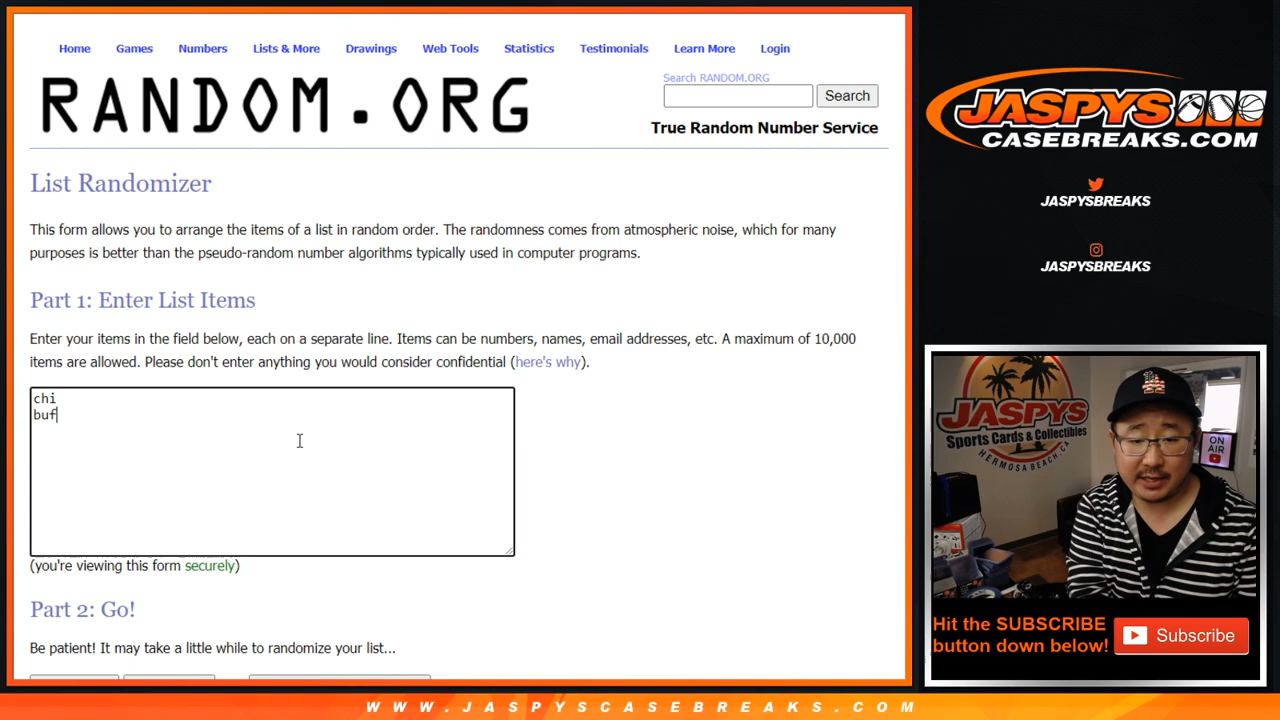 Home Games Numbers Lists & More Drawings Web Tools Statistics Testimonials Learn More Login
RANDOM.ORG
Search RANDOM.ORG
Search
True Random Number Service
List Randomizer
This form allows you to arrange the items of a list in random order. The randomness comes from atmospheric noise, which for many
purposes is better than the pseudo-random number algorithms typically used in computer programs.
Part 1: Enter List Items
Enter your items in the field below, each on a separate line. Items can be numbers, names, email addresses, etc. A maximum of 10,000
items are allowed. Please don't enter anything you would consider confidential (here's why).
chi
buf
(you're viewing this form securely)
Part 2: Go!
Be patient! It may take a little while to randomize your list...
JASPYS
CASEBREAKS.COM
JASPYSBREAKS
JASPYSBREAKS
JASPYS
Sports Cards & Collectibles
HERMOSA BEACH, CA
ON
AIR
Hit the SUBSCRIBE
button down below!
Subscribe
WWW.JASPYSCASEBREAKS.COM